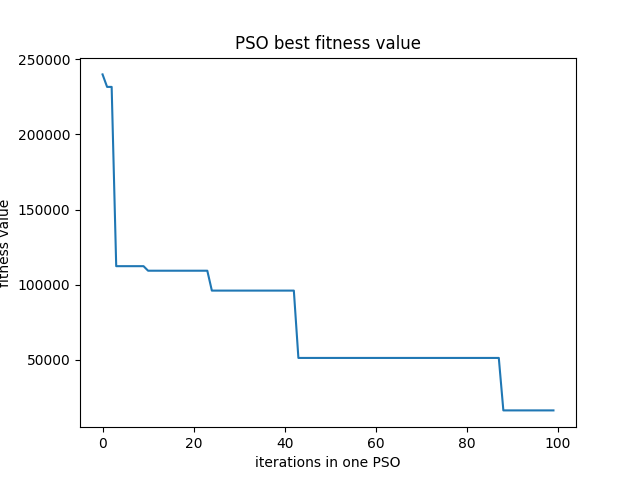 PSO best fitness value
250000
200000
150000
100000
50000
fitness value
0 20 40 60 80 100
iterations in one PSO